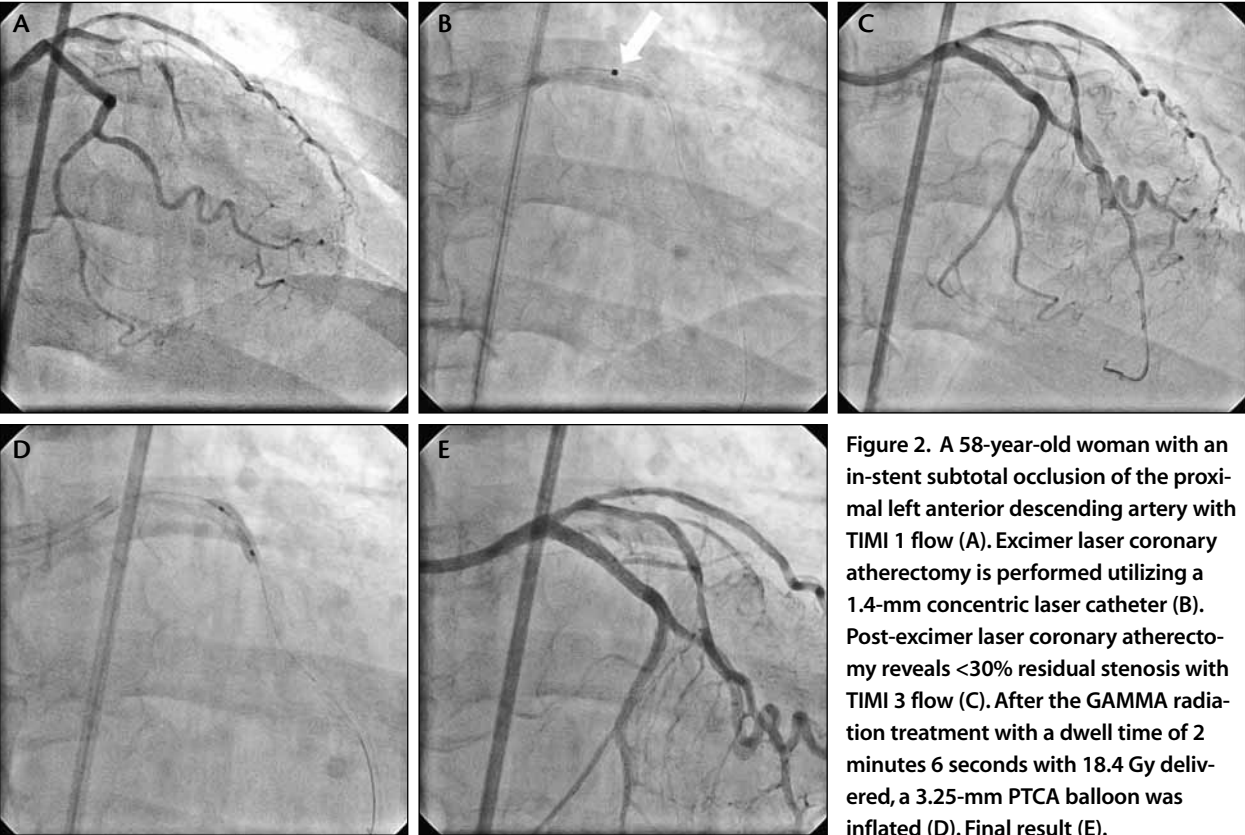 A
B
C
D
E
Figure 2. A 58-year-old woman with an
in-stent subtotal occlusion of the proxi-
mal left anterior descending artery with
TIMI 1 flow (A). Excimer laser coronary
atherectomy is performed utilizing a
1.4-mm concentric laser catheter (B).
Post-excimer laser coronary atherecto-
my reveals <30% residual stenosis with
TIMI 3 flow (C). After the GAMMA radia-
tion treatment with a dwell time of 2
minutes 6 seconds with 18.4 Gy deliv-
ered, a 3.25-mm PTCA balloon was
inflated (D). Final result (E).